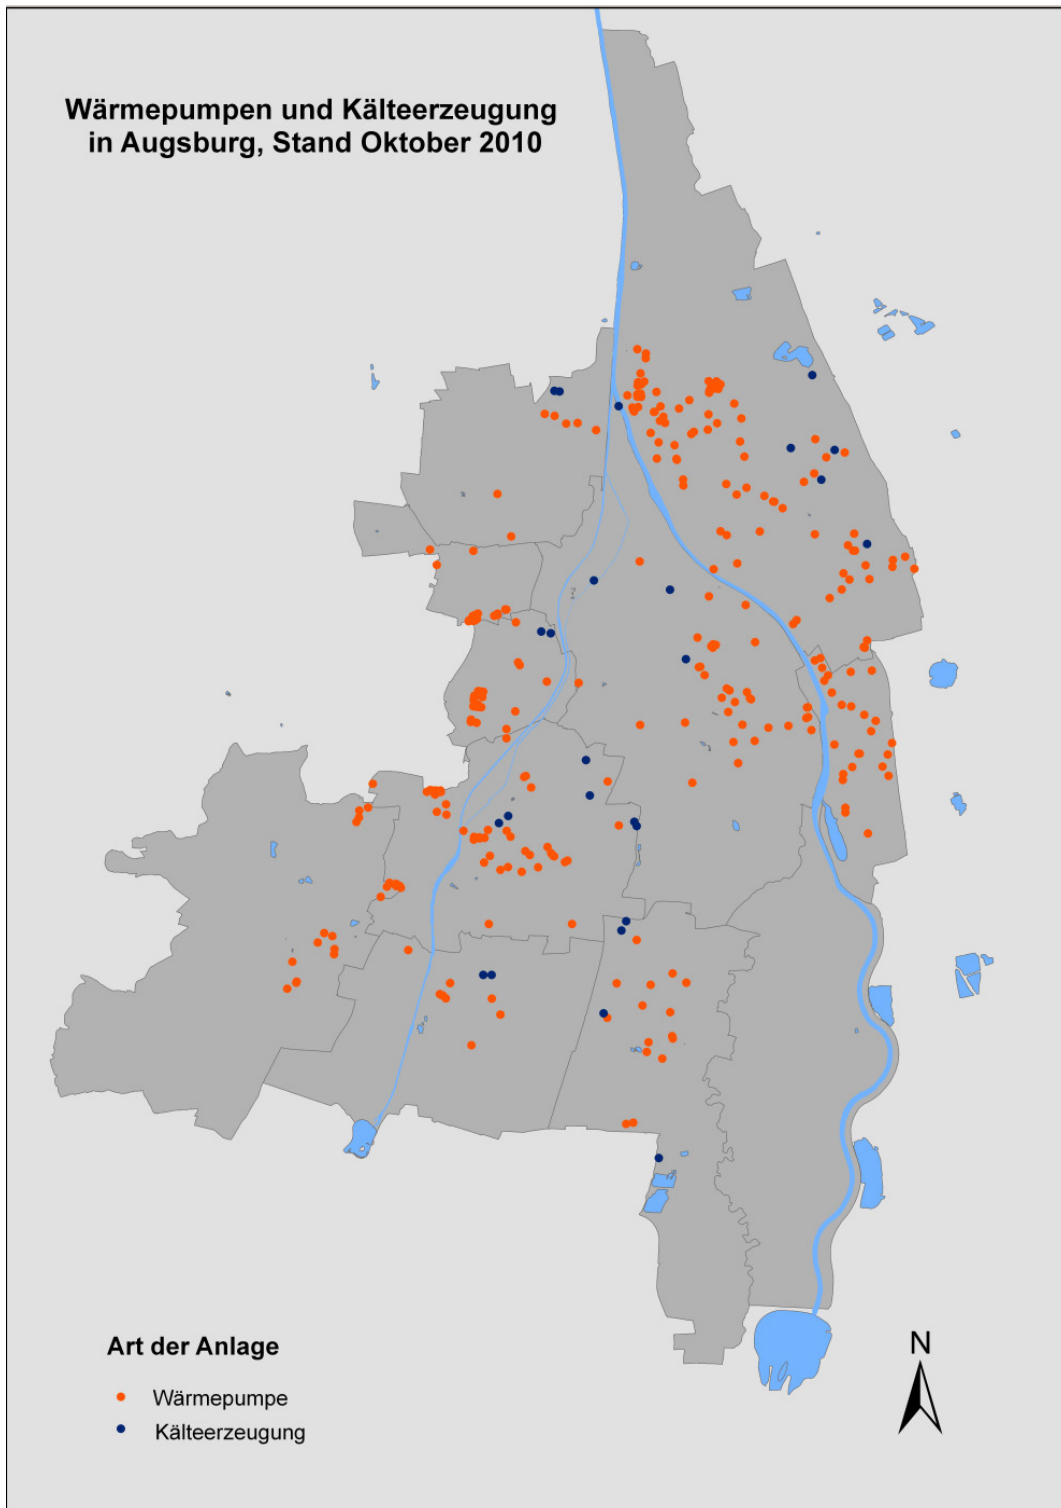 Wärmepumpen und Kälteerzeugung
in Augsburg, Stand Oktober 2010
Art der Anlage
Wärmepumpe
Kälteerzeugung
N